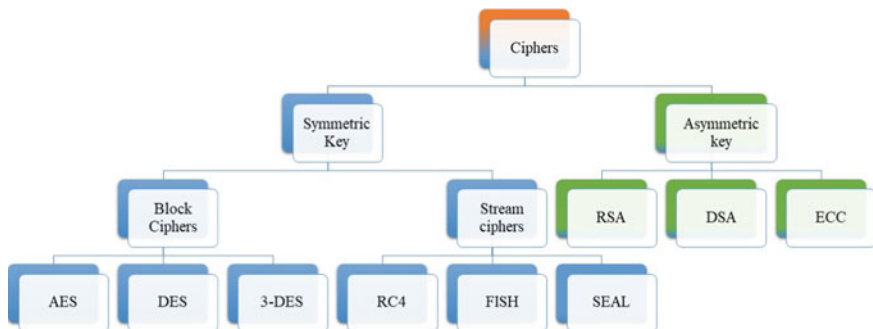 Ciphers
Symmetric
Key
Asymmetric
key
Block
Ciphers
Stream
ciphers
RSA
DSA
ECC
AES
DES
3-DES
RC4
FISH
SEAL